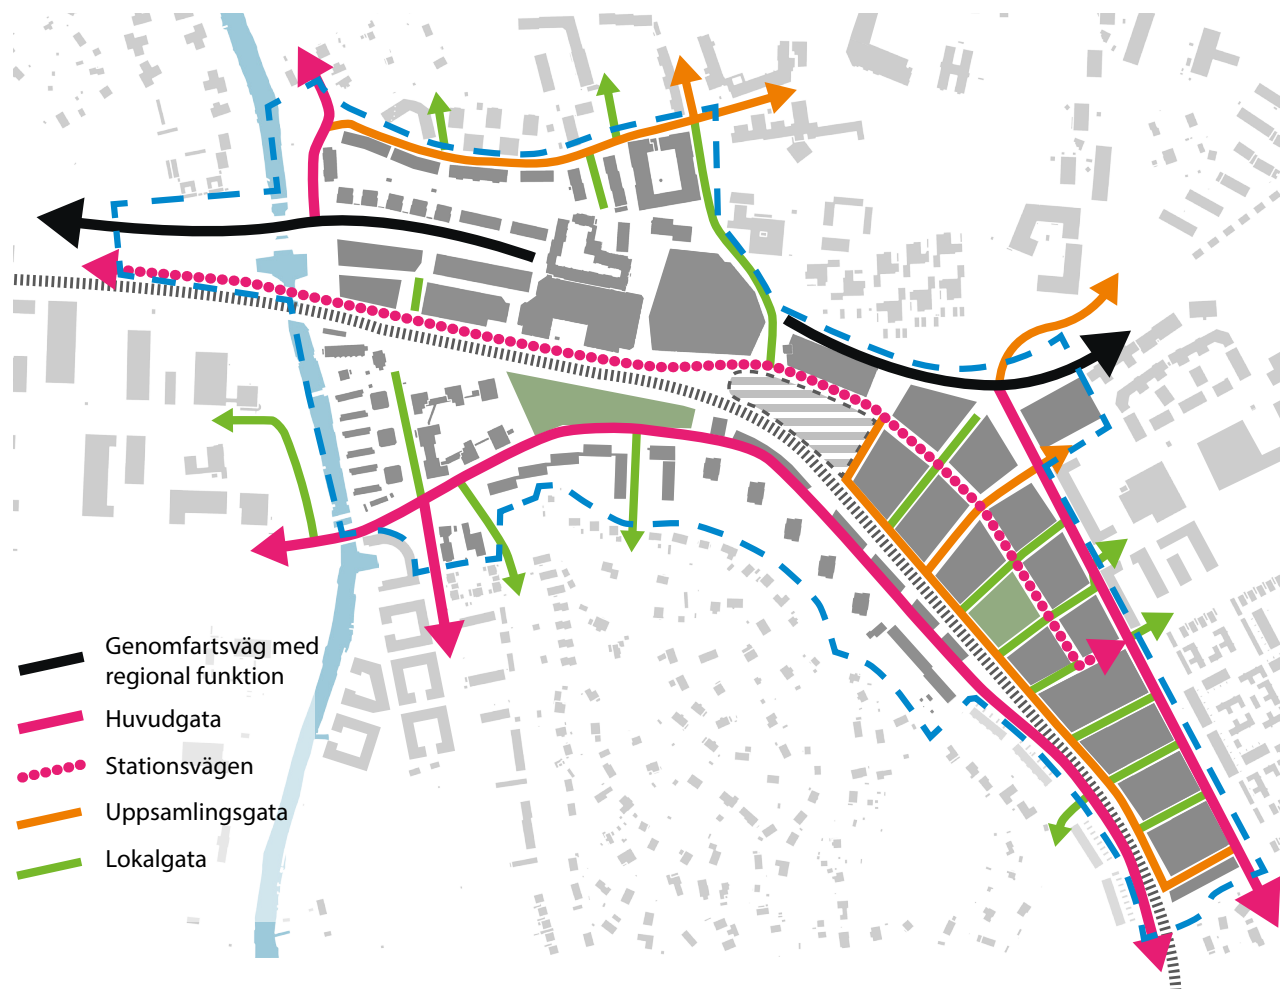 Genomfartsväg med
regional funktion
Huvudgata
Stationsvägen
Uppsamlingsgata
Lokalgata